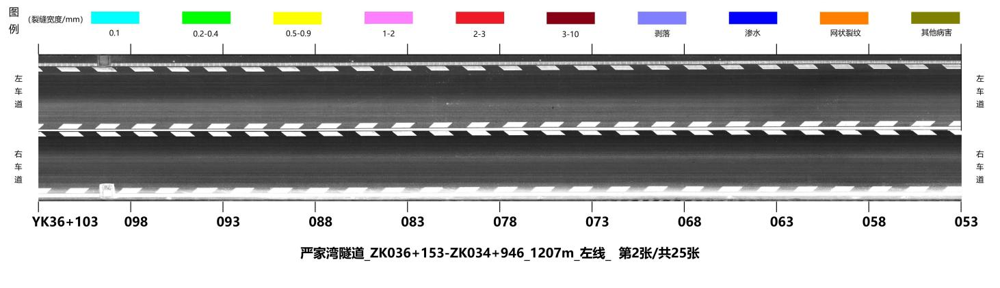 图例
(裂缝宽度/mm)
0.1 0.2-0.4 0.5-0.9 1-2 2-3 3-10 剥落 渗水 网状裂纹 其他病害
左车道
左车道
右车道
右车道
YK36+103 098 093 088 083 078 073 068 063 058 053
严家湾隧道_ZK036+153-ZK034+946_1207m_左线_ 第2张/共25张